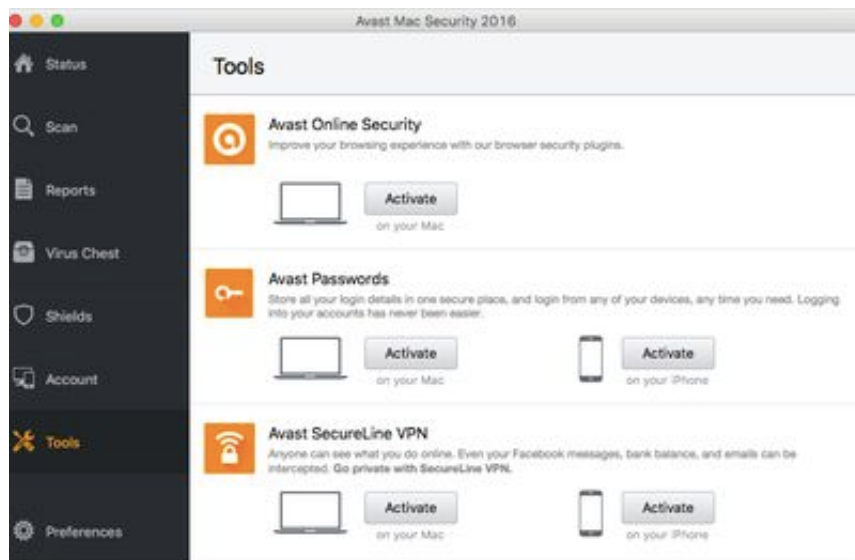 Avast Mac Security 2016
Status
Scan
Reports
Virus Chest
Shields
Account
Tools
Preferences
Tools
Avast Online Security
Improve your browsing experience with our browser security plugins.
Activate
on your Mac
Avast Passwords
Store all your login details in one secure place, and login from any of your devices, any time you need. Logging
into your accounts has never been easier.
Activate
on your Mac
Activate
on your iPhone
Avast SecureLine VPN
Anyone can see what you do online. Even your Facebook messages, bank balance, and emails can be
intercepted. Go private with SecureLine VPN.
Activate
on your Mac
Activate
on your iPhone